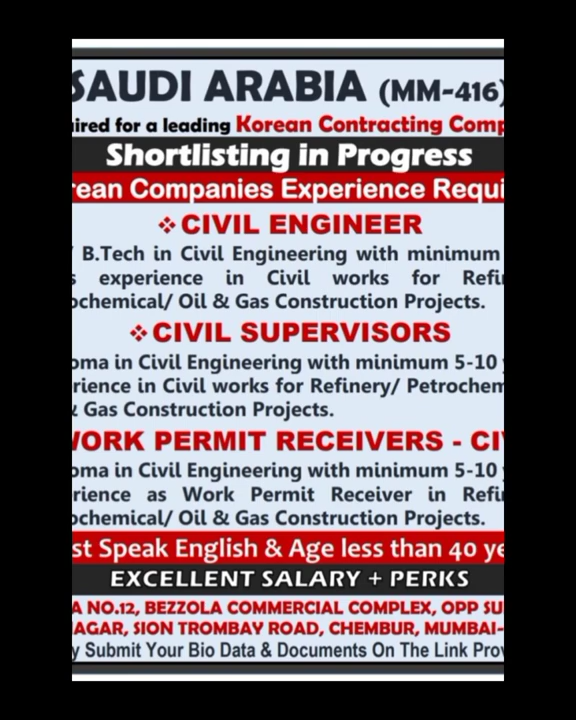 SAUDI ARABIA (MM-416)
ired for a leading Korean Contracting Comp
Shortlisting in Progress
rean Companies Experience Requi
❖ CIVIL ENGINEER
/ B.Tech in Civil Engineering with minimum
s experience in Civil works for Refi
ochemical/ Oil & Gas Construction Projects.
❖ CIVIL SUPERVISORS
oma in Civil Engineering with minimum 5-10
rience in Civil works for Refinery/ Petrochem
& Gas Construction Projects.
WORK PERMIT RECEIVERS - CI
oma in Civil Engineering with minimum 5-10
rience as Work Permit Receiver in Refi
ochemical/ Oil & Gas Construction Projects.
st Speak English & Age less than 40 ye
EXCELLENT SALARY + PERKS
A NO.12, BEZZOLA COMMERCIAL COMPLEX, OPP SU
AGAR, SION TROMBAY ROAD, CHEMBUR, MUMBAI-
y Submit Your Bio Data & Documents On The Link Prov